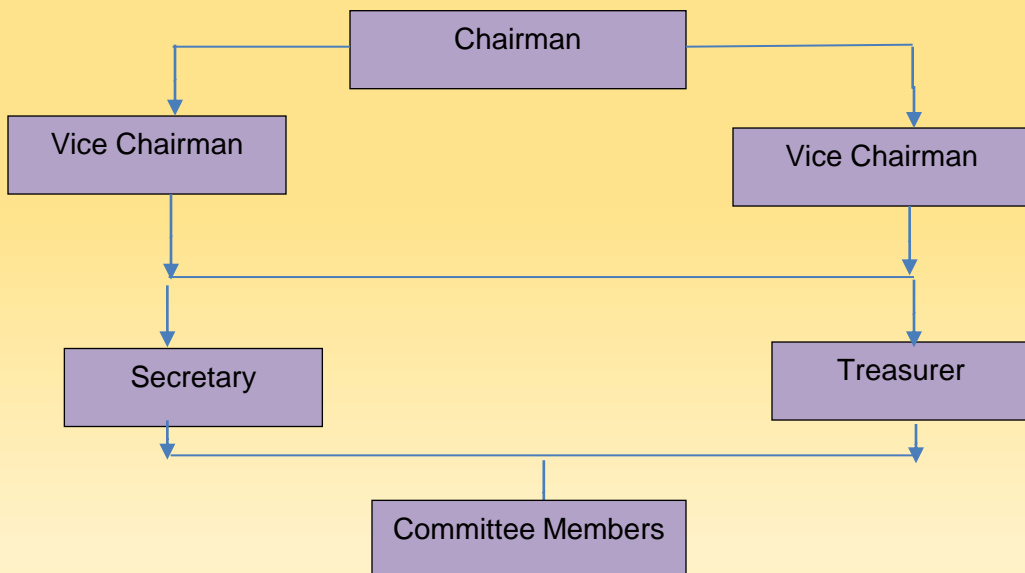 Chairman
Vice Chairman
Vice Chairman
Secretary
Treasurer
Committee Members